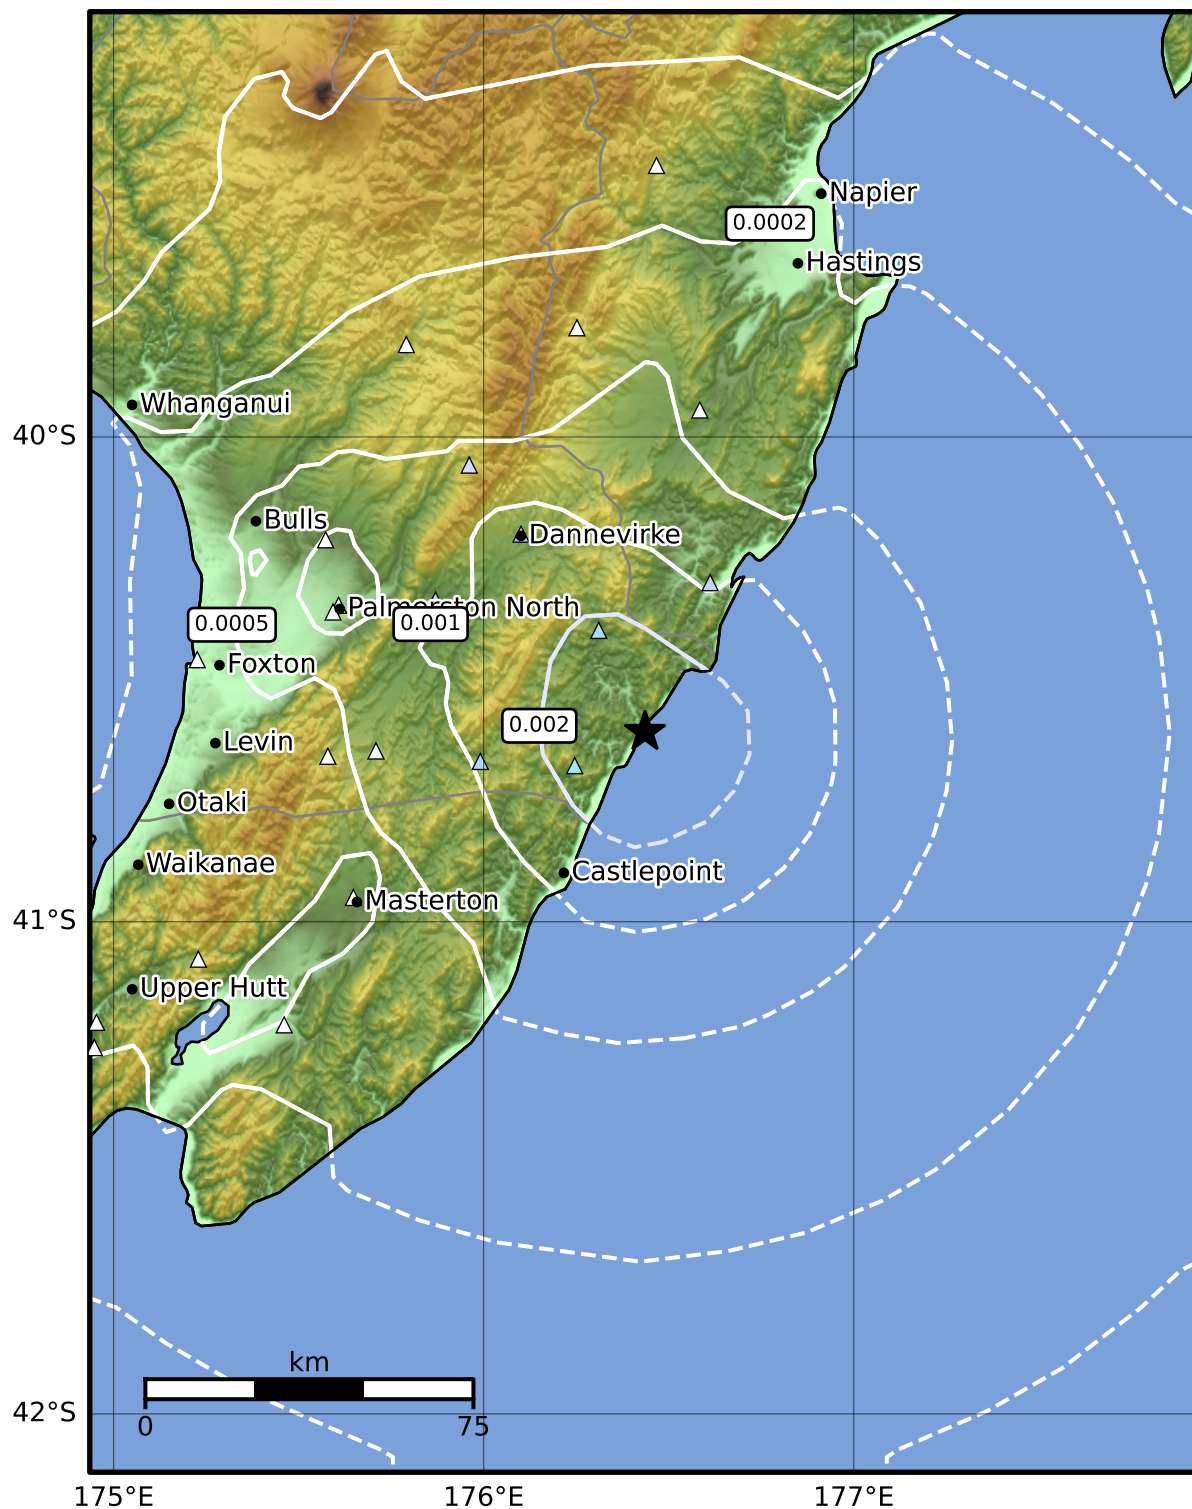 Napier
0.0002
Hastings
Whanganui
40°S
Bulls
Dannevirke
Palmerston North
0.0005
0.001
Foxton
0.002
Levin
Otaki
Waikanae
Castlepoint
Masterton
41°S
Upper Hutt
km
0
75
42°S
175°E
176°E
177°E